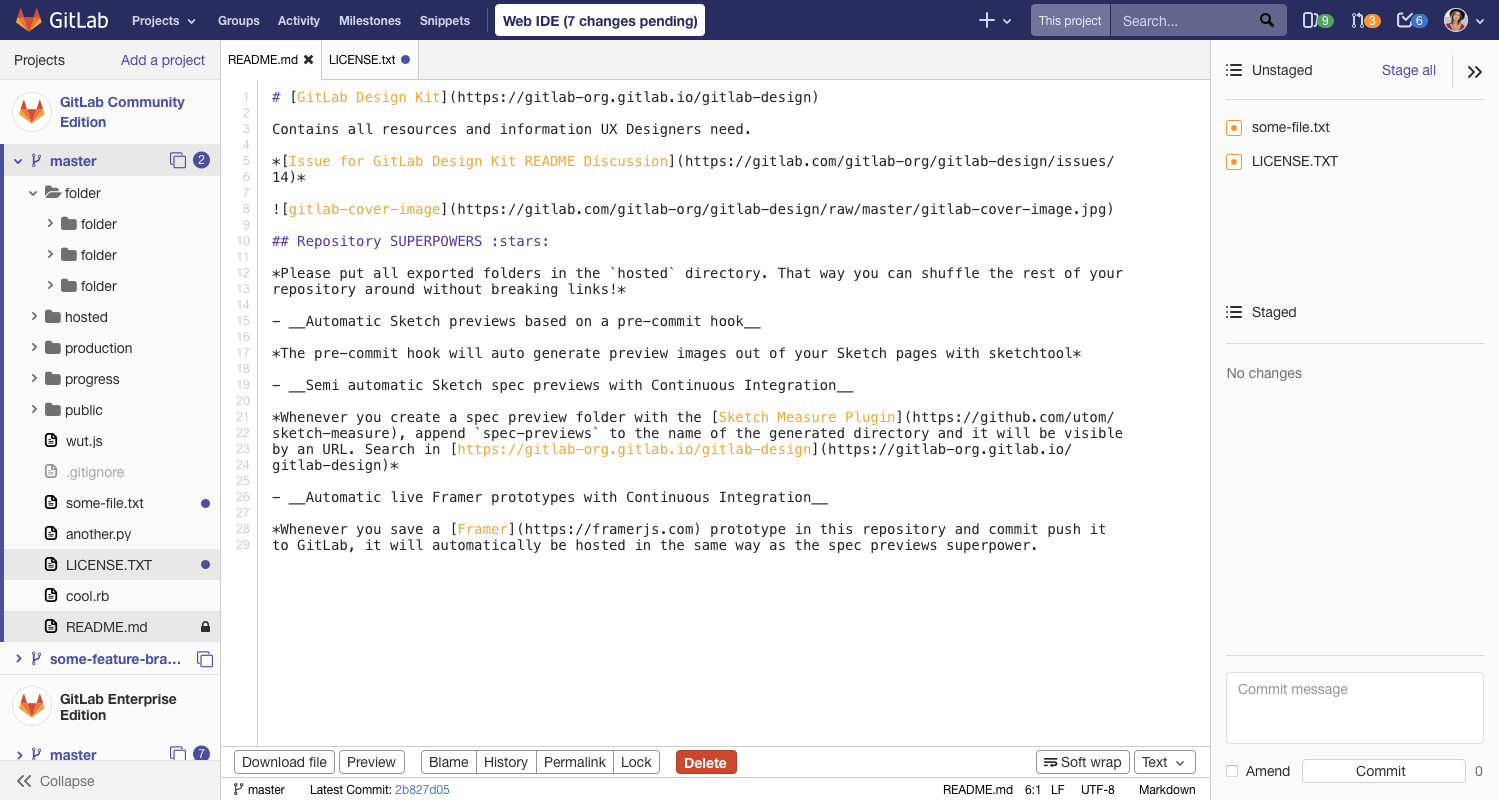 GitLab Projects Groups Activity Milestones Snippets Web IDE (7 changes pending) This project Search... 9 3 6
Projects Add a project
GitLab Community
Edition
master 2
folder
folder
folder
folder
hosted
production
progress
public
wut.js
.gitignore
some-file.txt
another.py
LICENSE.TXT
cool.rb
README.md
some-feature-bra...
GitLab Enterprise
Edition
master 7
Collapse
README.md LICENSE.txt
1 # [GitLab Design Kit](https://gitlab-org.gitlab.io/gitlab-design)
2
3 Contains all resources and information UX Designers need.
4
5 *[Issue for GitLab Design Kit README Discussion](https://gitlab.com/gitlab-org/gitlab-design/issues/
6 14)*
7
8 ![gitlab-cover-image](https://gitlab.com/gitlab-org/gitlab-design/raw/master/gitlab-cover-image.jpg)
9
10 ## Repository SUPERPOWERS :stars:
11
12 *Please put all exported folders in the `hosted` directory. That way you can shuffle the rest of your
13 repository around without breaking links!*
14
15 - __Automatic Sketch previews based on a pre-commit hook__
16
17 *The pre-commit hook will auto generate preview images out of your Sketch pages with sketchtool*
18
19 - __Semi automatic Sketch spec previews with Continuous Integration__
20
21 *Whenever you create a spec preview folder with the [Sketch Measure Plugin](https://github.com/utom/
22 sketch-measure), append `spec-previews` to the name of the generated directory and it will be visible
23 by an URL. Search in [https://gitlab-org.gitlab.io/gitlab-design](https://gitlab-org.gitlab.io/
24 gitlab-design)*
25
26 - __Automatic live Framer prototypes with Continuous Integration__
27
28 *Whenever you save a [Framer](https://framerjs.com) prototype in this repository and commit push it
29 to GitLab, it will automatically be hosted in the same way as the spec previews superpower.
Download file Preview Blame History Permalink Lock Delete Soft wrap Text
master Latest Commit: 2b827d05 README.md 6:1 LF UTF-8 Markdown
Unstaged Stage all
some-file.txt
LICENSE.TXT
Staged
No changes
Commit message
Amend Commit 0